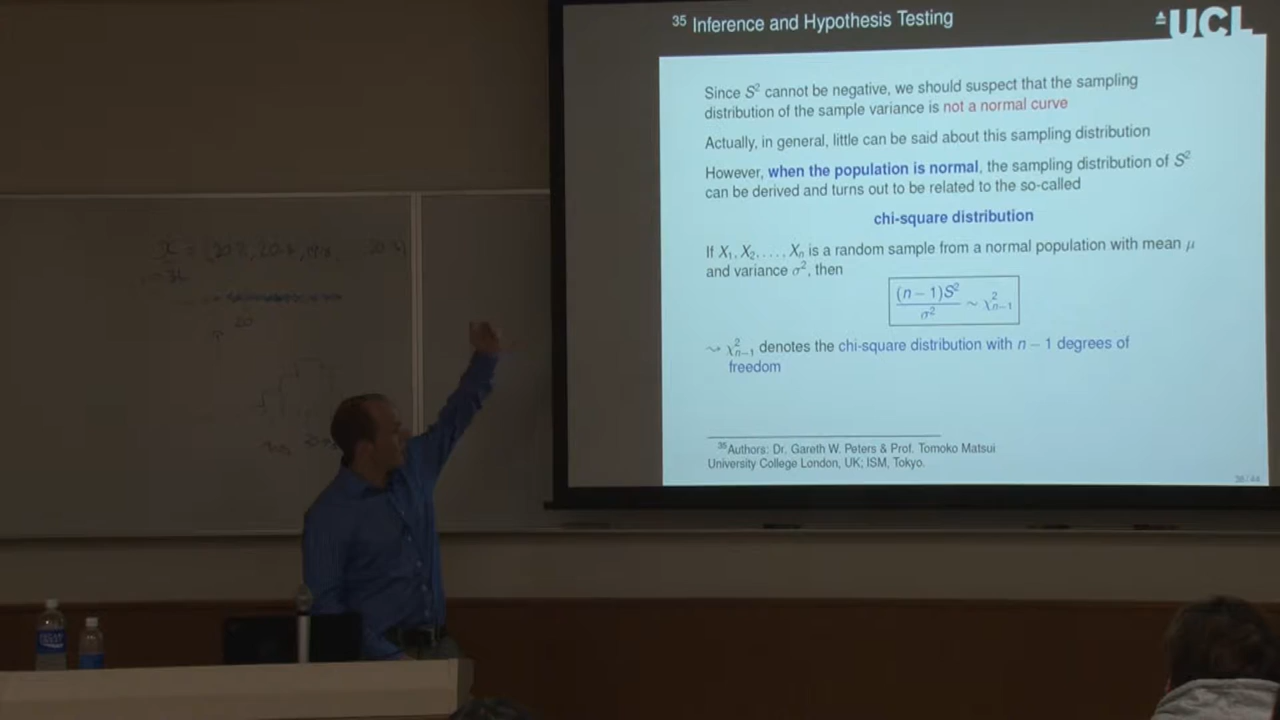 35 Inference and Hypothesis Testing
UCL
Since S² cannot be negative, we should suspect that the sampling
distribution of the sample variance is not a normal curve
Actually, in general, little can be said about this sampling distribution
However, when the population is normal, the sampling distribution of S²
can be derived and turns out to be related to the so-called
chi-square distribution
If X₁, X₂, . . . , Xₙ is a random sample from a normal population with mean μ
and variance σ², then
(n − 1)S²
σ² ∼ χ²ₙ₋₁
⇝ χ²ₙ₋₁ denotes the chi-square distribution with n − 1 degrees of
freedom
35Authors: Dr. Gareth W. Peters & Prof. Tomoko Matsui
University College London, UK; ISM, Tokyo.
20